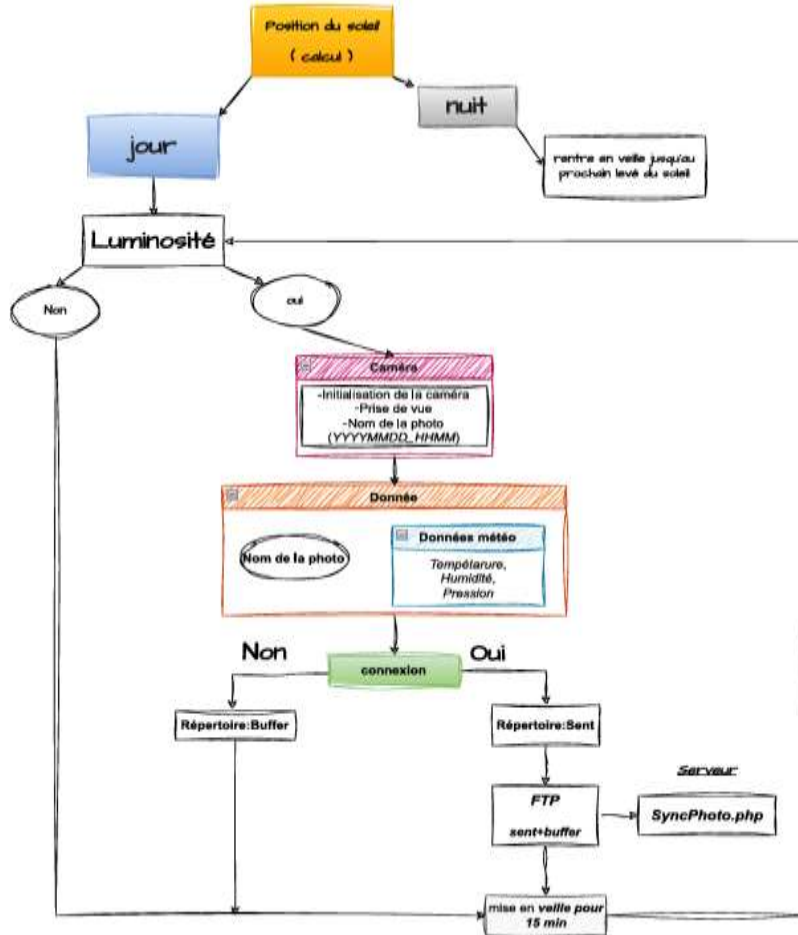 Position du soleil
( calcul )
nuit
jour
rentre en veille jusqu'au
prochain levé du soleil
Luminosité
Non
oui
Caméra
-Initialisation de la caméra
-Prise de vue
-Nom de la photo
(YYYYMMDD_HHMM)
Donnée
Nom de la photo
Données météo
Tempétarure,
Humidité,
Pression
Non
Oui
connexion
Répertoire:Buffer
Répertoire:Sent
Serveur
FTP
sent+buffer
SyncPhoto.php
mise en veille pour
15 min